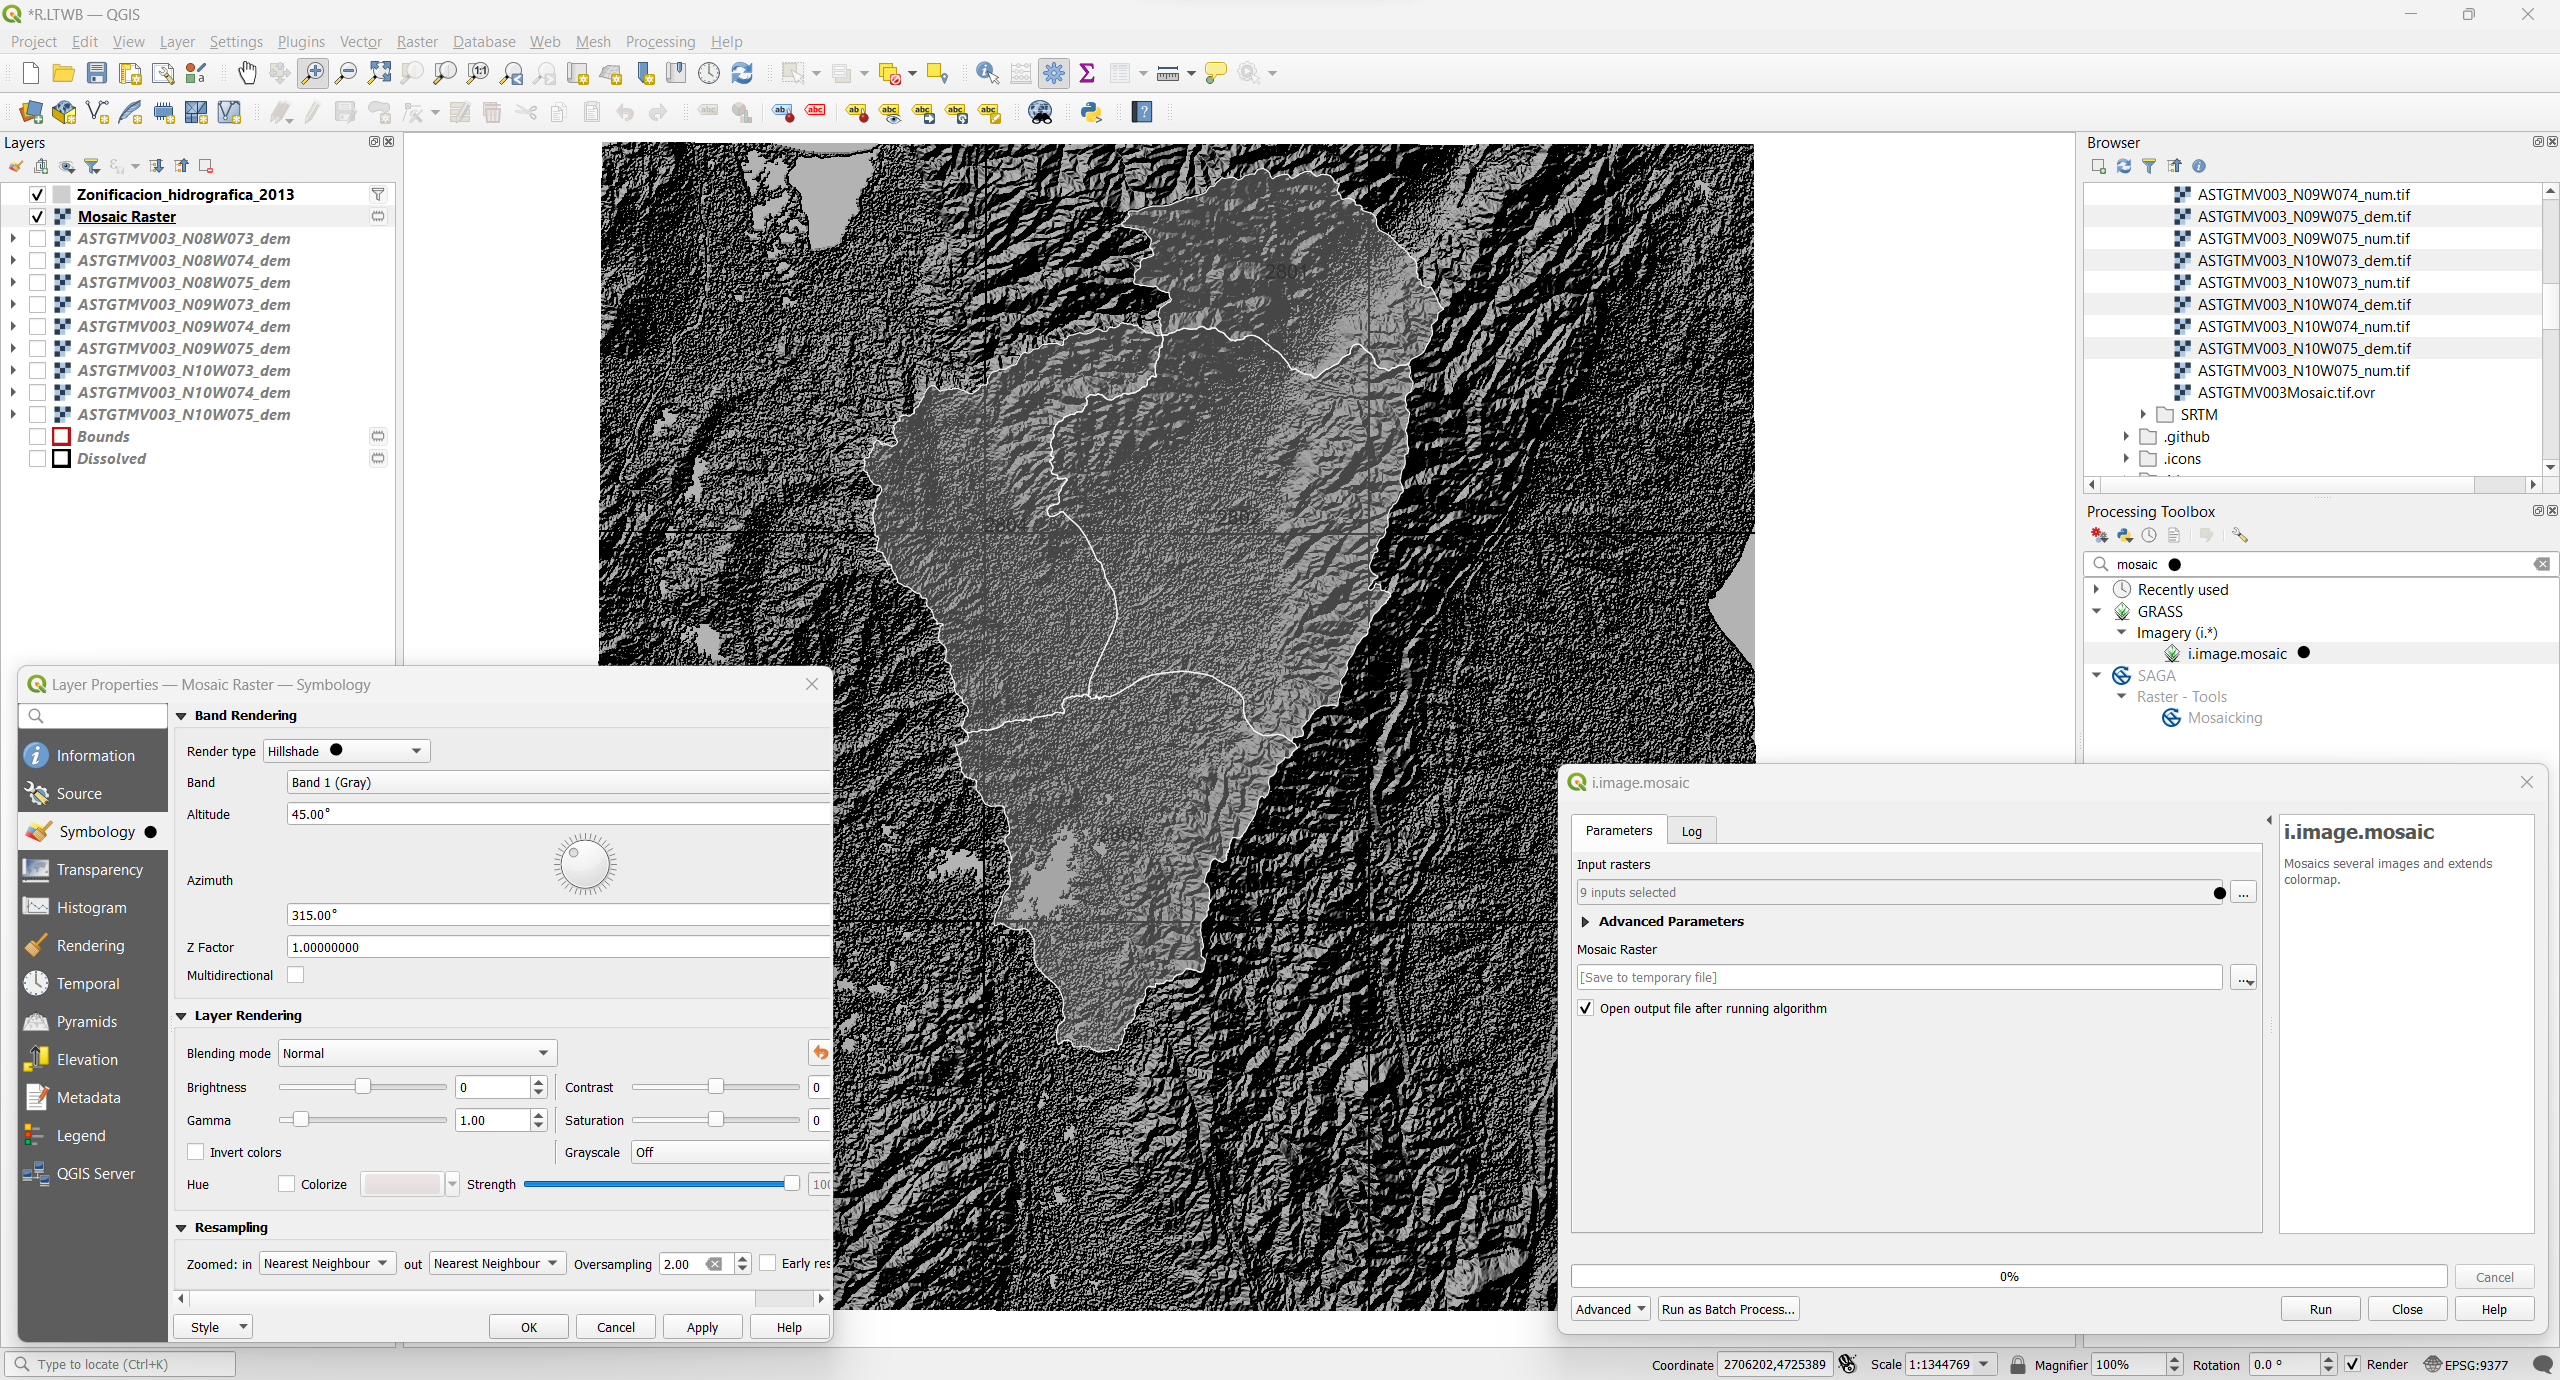 *R.LTWB — QGIS
Project Edit View Layer Settings Plugins Vector Raster Database Web Mesh Processing Help
Layers
Zonificacion_hidrografica_2013
Mosaic Raster
ASTGTMV003_N08W073_dem
ASTGTMV003_N08W074_dem
ASTGTMV003_N08W075_dem
ASTGTMV003_N09W073_dem
ASTGTMV003_N09W074_dem
ASTGTMV003_N09W075_dem
ASTGTMV003_N10W073_dem
ASTGTMV003_N10W074_dem
ASTGTMV003_N10W075_dem
Bounds
Dissolved
2802
Browser
ASTGTMV003_N09W074_num.tif
ASTGTMV003_N09W075_dem.tif
ASTGTMV003_N09W075_num.tif
ASTGTMV003_N10W073_dem.tif
ASTGTMV003_N10W073_num.tif
ASTGTMV003_N10W074_dem.tif
ASTGTMV003_N10W074_num.tif
ASTGTMV003_N10W075_dem.tif
ASTGTMV003_N10W075_num.tif
ASTGTMV003Mosaic.tif.ovr
SRTM
.github
.icons
Processing Toolbox
mosaic
Recently used
GRASS
Imagery (i.*)
i.image.mosaic
SAGA
Raster - Tools
Mosaicking
Layer Properties — Mosaic Raster — Symbology
Information
Source
Symbology
Transparency
Histogram
Rendering
Temporal
Pyramids
Elevation
Metadata
Legend
QGIS Server
Band Rendering
Render type Hillshade
Band Band 1 (Gray)
Altitude 45.00°
Azimuth
315.00°
Z Factor 1.00000000
Multidirectional
Layer Rendering
Blending mode Normal
Brightness 0 Contrast 0
Gamma 1.00 Saturation 0
Invert colors Grayscale Off
Hue Colorize Strength 100
Resampling
Zoomed: in Nearest Neighbour out Nearest Neighbour Oversampling 2.00 Early res
Style OK Cancel Apply Help
i.image.mosaic
Parameters Log
Input rasters
9 inputs selected ...
Advanced Parameters
Mosaic Raster
[Save to temporary file] ...
Open output file after running algorithm
i.image.mosaic
Mosaics several images and extends
colormap.
0% Cancel
Advanced Run as Batch Process... Run Close Help
Type to locate (Ctrl+K) Coordinate 2706202,4725389 Scale 1:1344769 Magnifier 100% Rotation 0.0 ° Render EPSG:9377